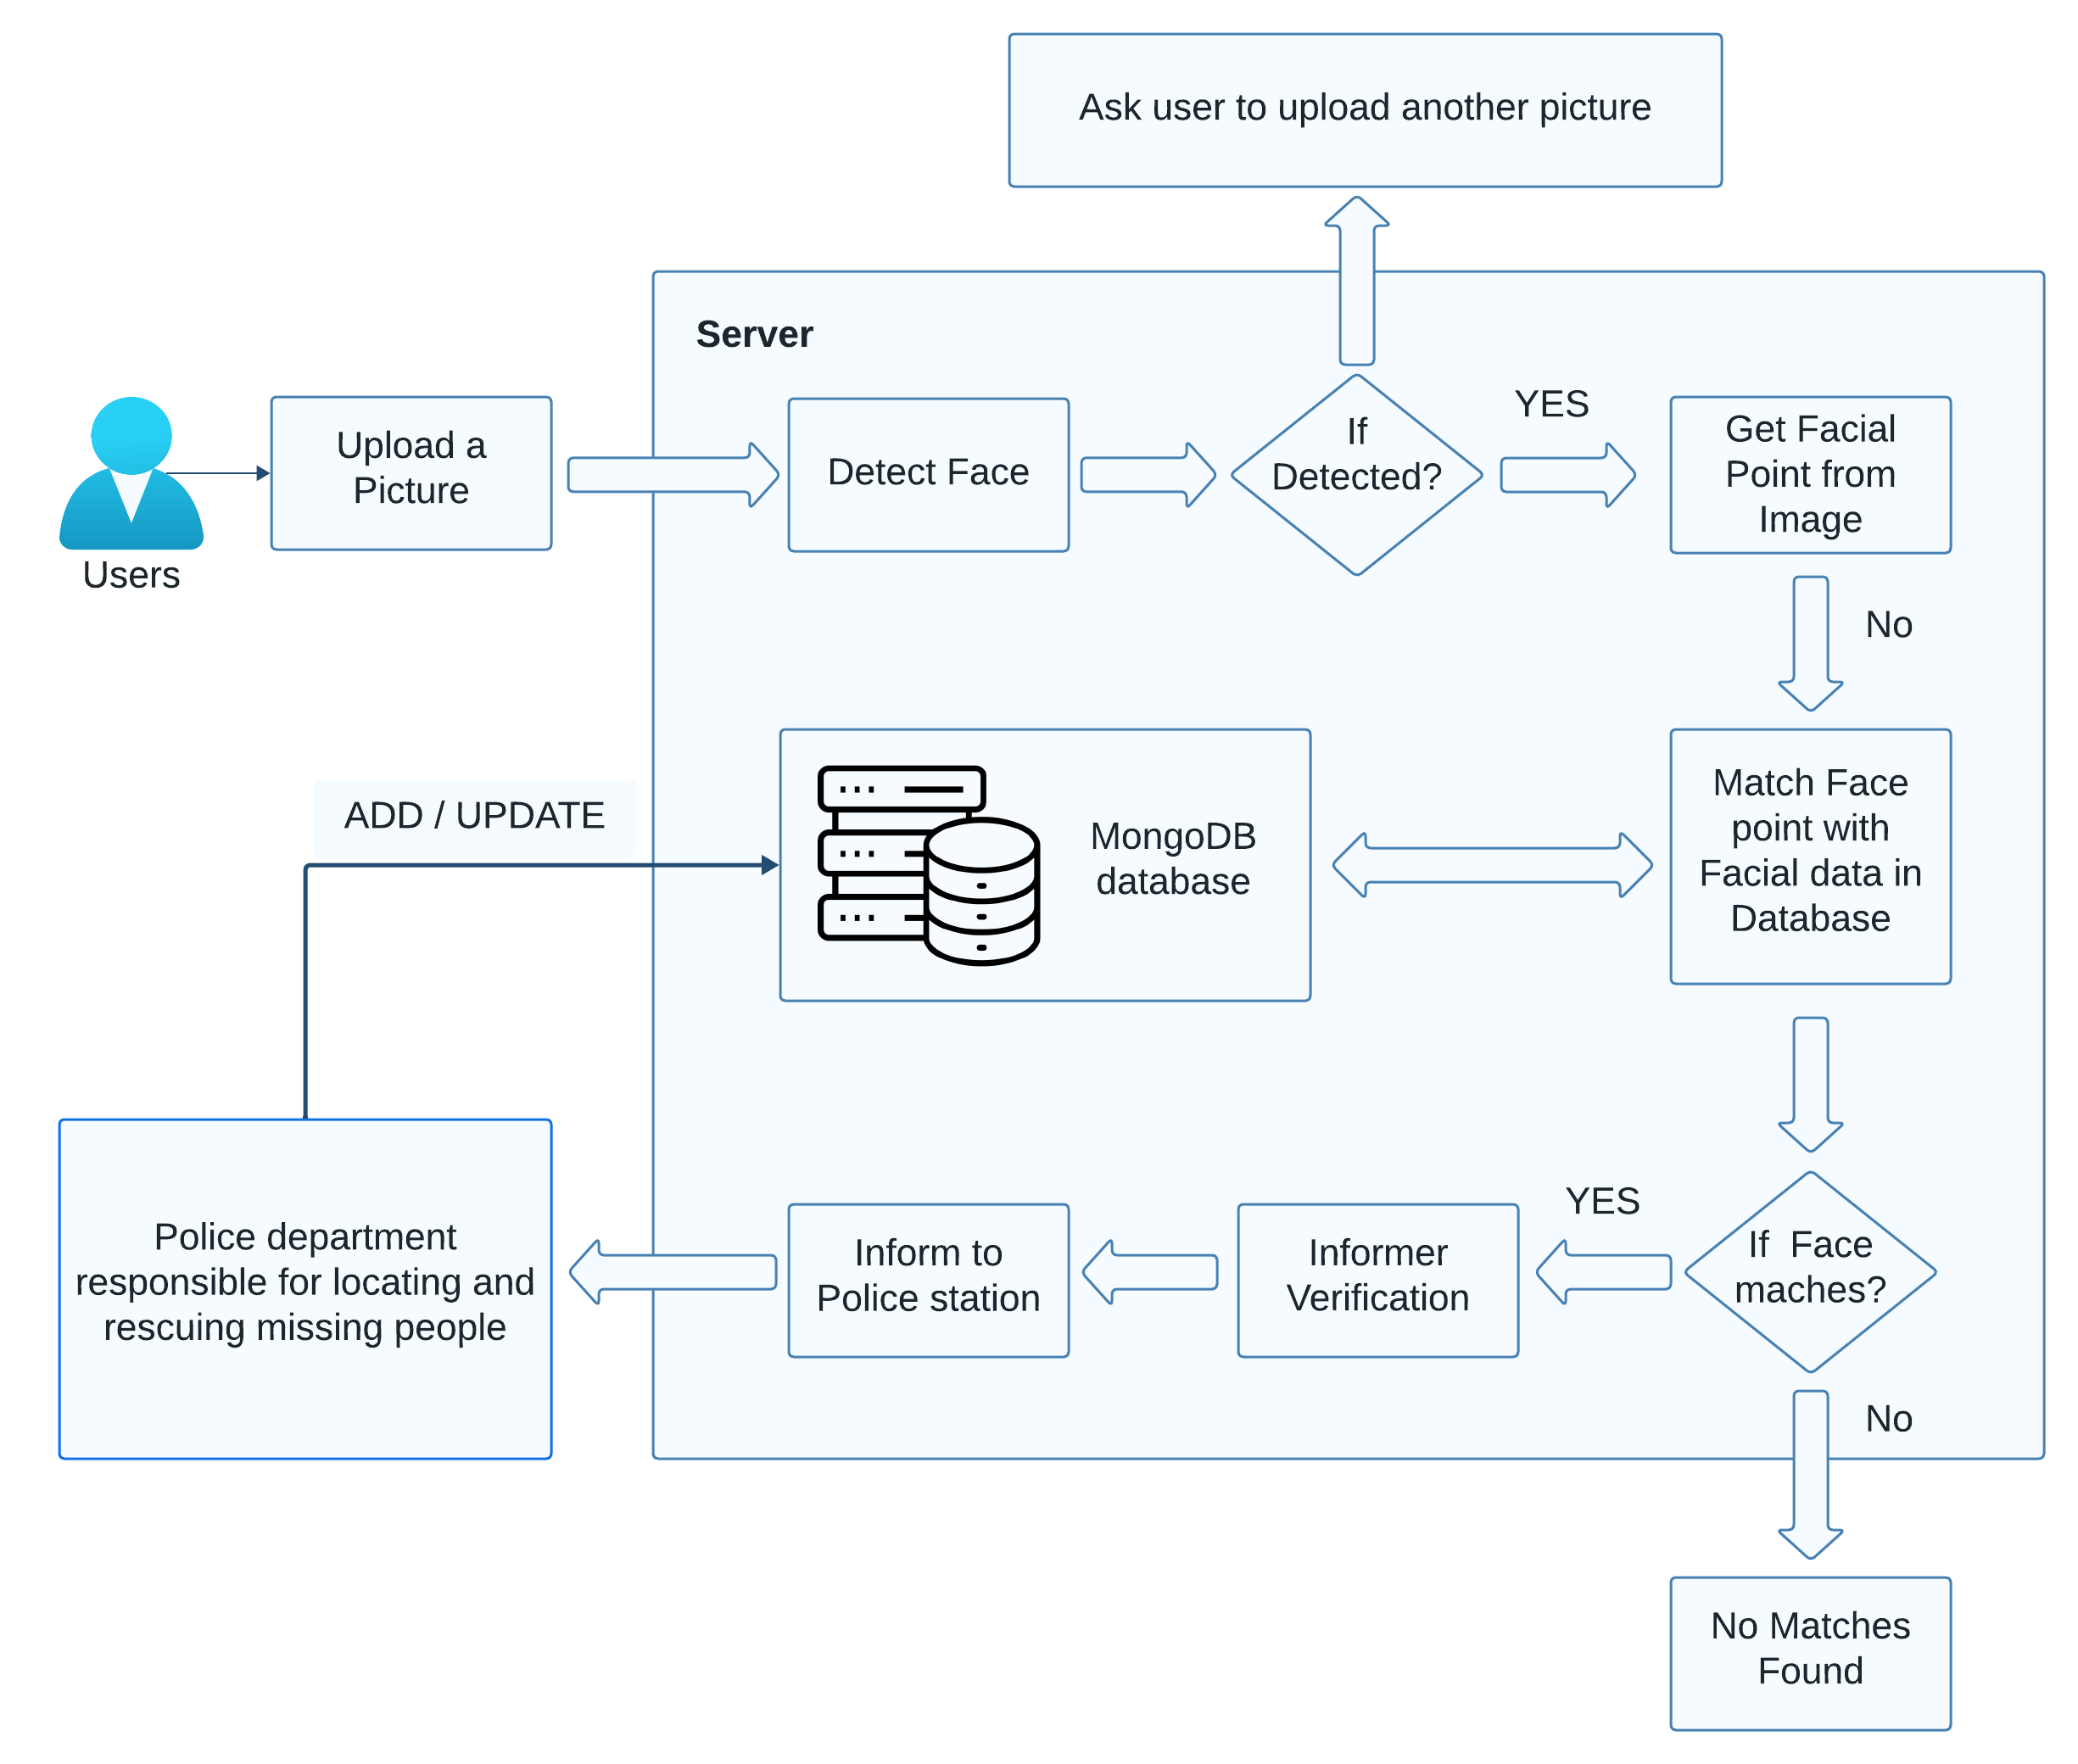 Ask user to upload another picture
Server
Users
Upload a
Picture
Detect Face
If
Detected?
YES
Get Facial
Point from
Image
No
ADD / UPDATE
MongoDB
database
Match Face
point with
Facial data in
Database
Police department
responsible for locating and
rescuing missing people
Inform to
Police station
Informer
Verification
YES
If Face
maches?
No
No Matches
Found